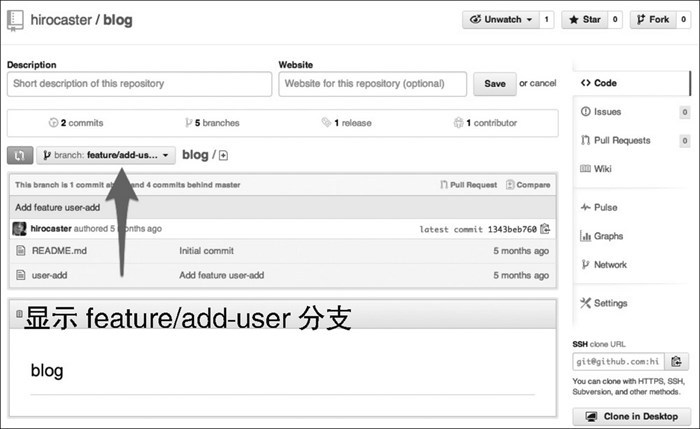 hirocaster / blog
Unwatch 1 Star 0 Fork 0
Description
Website
Short description of this repository
Website for this repository (optional)
Save or cancel
Code
Issues 0
Pull Requests 0
Wiki
Pulse
Graphs
Network
Settings
2 commits 5 branches 1 release 1 contributor
branch: feature/add-us... blog /
This branch is 1 commit and 4 commits behind master Pull Request Compare
Add feature user-add
hirocaster authored 5 months ago latest commit 1343beb760
README.md Initial commit 5 months ago
user-add Add feature user-add 5 months ago
显示 feature/add-user 分支
blog
SSH clone URL
git@github.com:hi
You can clone with HTTPS, SSH,
Subversion, and other methods.
Clone in Desktop